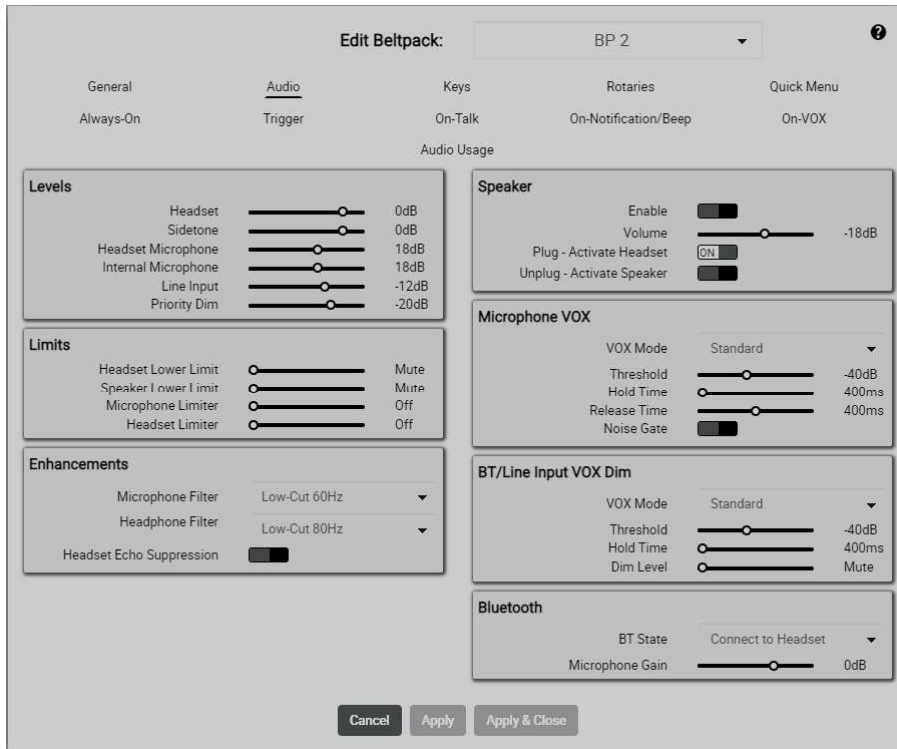 Edit Beltpack: BP 2 ?
General Audio Keys Rotaries Quick Menu
Always-On Trigger On-Talk On-Notification/Beep On-VOX
Audio Usage
Levels
Headset 0dB
Sidetone 0dB
Headset Microphone 18dB
Internal Microphone 18dB
Line Input -12dB
Priority Dim -20dB
Limits
Headset Lower Limit Mute
Speaker Lower Limit Mute
Microphone Limiter Off
Headset Limiter Off
Enhancements
Microphone Filter Low-Cut 60Hz
Headphone Filter Low-Cut 80Hz
Headset Echo Suppression
Speaker
Enable
Volume -18dB
Plug - Activate Headset ON
Unplug - Activate Speaker
Microphone VOX
VOX Mode Standard
Threshold -40dB
Hold Time 400ms
Release Time 400ms
Noise Gate
BT/Line Input VOX Dim
VOX Mode Standard
Threshold -40dB
Hold Time 400ms
Dim Level Mute
Bluetooth
BT State Connect to Headset
Microphone Gain 0dB
Cancel Apply Apply & Close